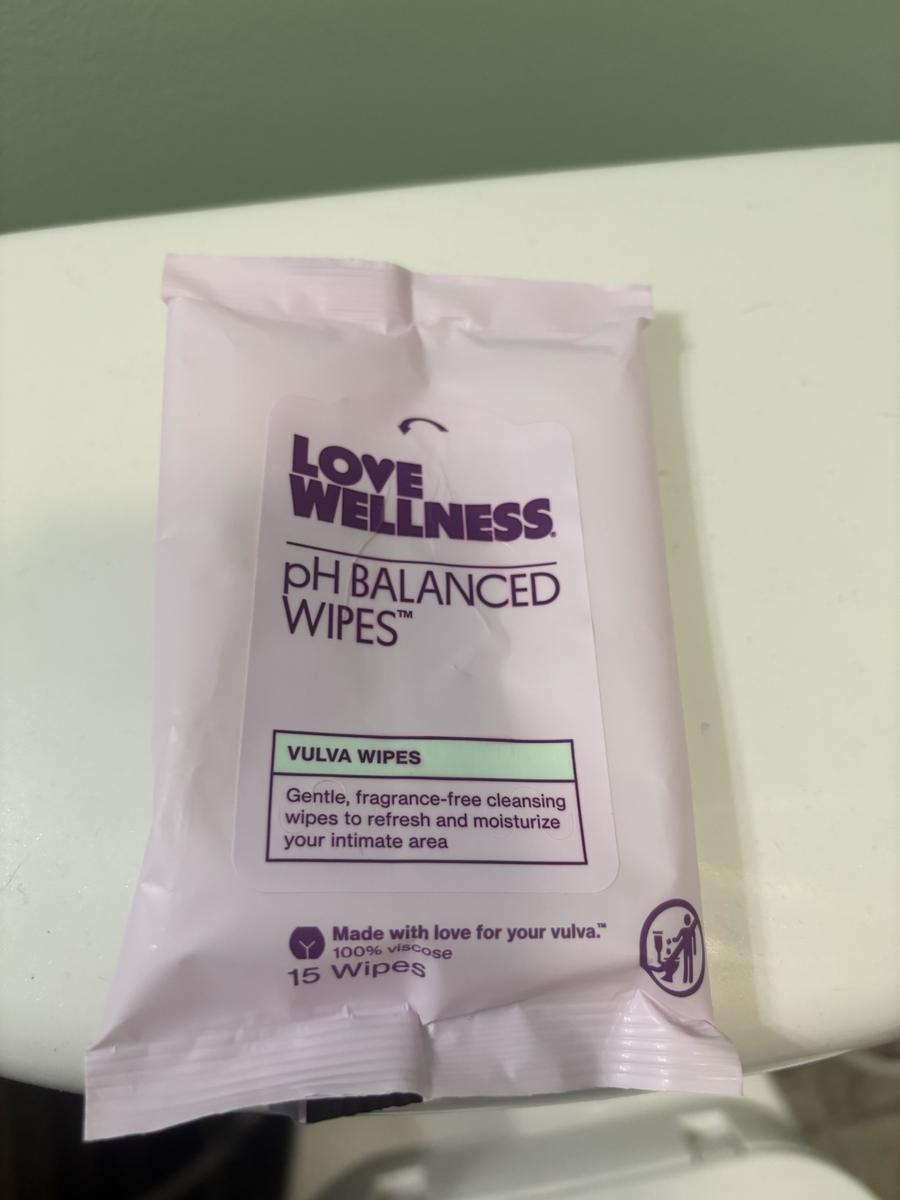 LOVE
WELLNESS®
pH BALANCED
WIPES™
VULVA WIPES
Gentle, fragrance-free cleansing
wipes to refresh and moisturize
your intimate area
Made with love for your vulva.™
100% viscose
15 Wipes